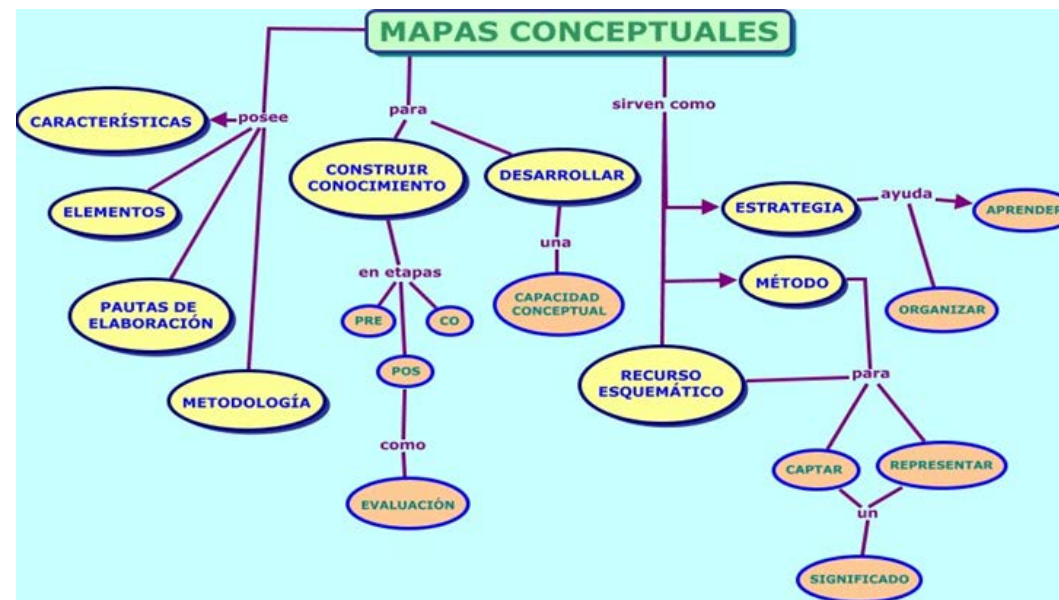 MAPAS CONCEPTUALES
posee
para
sirven como
CARACTERÍSTICAS
ELEMENTOS
PAUTAS DE
ELABORACIÓN
METODOLOGÍA
CONSTRUIR
CONOCIMIENTO
DESARROLLAR
en etapas
PRE
CO
POS
como
EVALUACIÓN
una
CAPACIDAD
CONCEPTUAL
ESTRATEGIA
ayuda
APRENDER
ORGANIZAR
MÉTODO
RECURSO
ESQUEMÁTICO
para
CAPTAR
REPRESENTAR
un
SIGNIFICADO